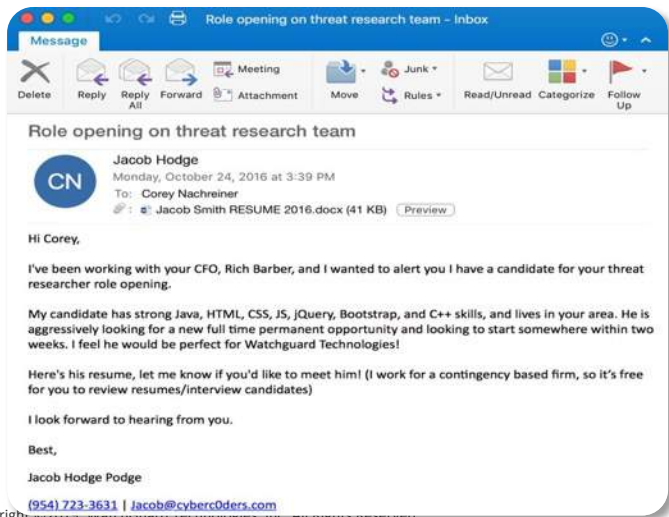 Role opening on threat research team – Inbox
Message
Delete
Reply
Reply All
Forward
Meeting
Attachment
Move
Junk
Rules
Read/Unread
Categorize
Follow Up
Role opening on threat research team
CN
Jacob Hodge
Monday, October 24, 2016 at 3:39 PM
To: Corey Nachreiner
Jacob Smith RESUME 2016.docx (41 KB) Preview
Hi Corey,
I've been working with your CFO, Rich Barber, and I wanted to alert you I have a candidate for your threat
researcher role opening.
My candidate has strong Java, HTML, CSS, JS, jQuery, Bootstrap, and C++ skills, and lives in your area. He is
aggressively looking for a new full time permanent opportunity and looking to start somewhere within two
weeks. I feel he would be perfect for Watchguard Technologies!
Here's his resume, let me know if you'd like to meet him! (I work for a contingency based firm, so it's free
for you to review resumes/interview candidates)
I look forward to hearing from you.
Best,
Jacob Hodge Podge
(954) 723-3631 | Jacob@cyberc0ders.com